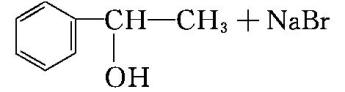 CH—CH₃ + NaBr
OH